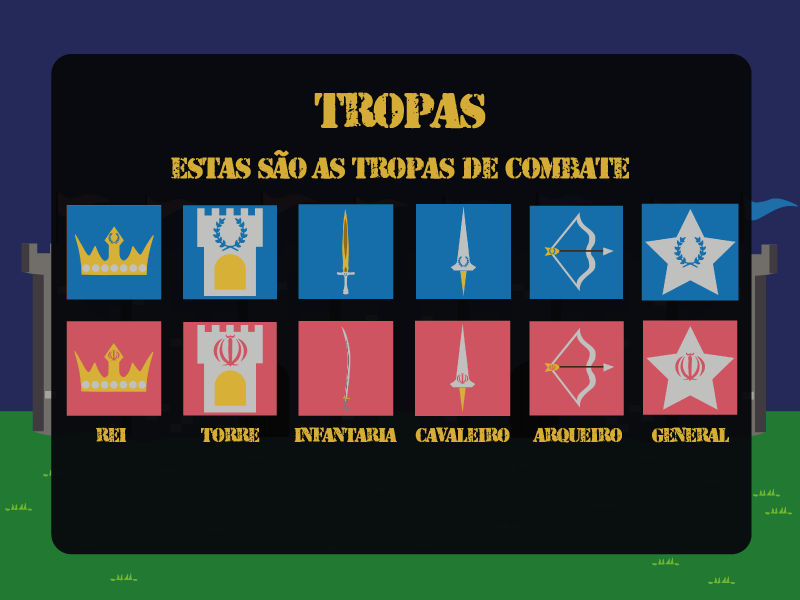 TROPAS
ESTAS SÃO AS TROPAS DE COMBATE
REI TORRE INFANTARIA CAVALEIRO ARQUEIRO GENERAL